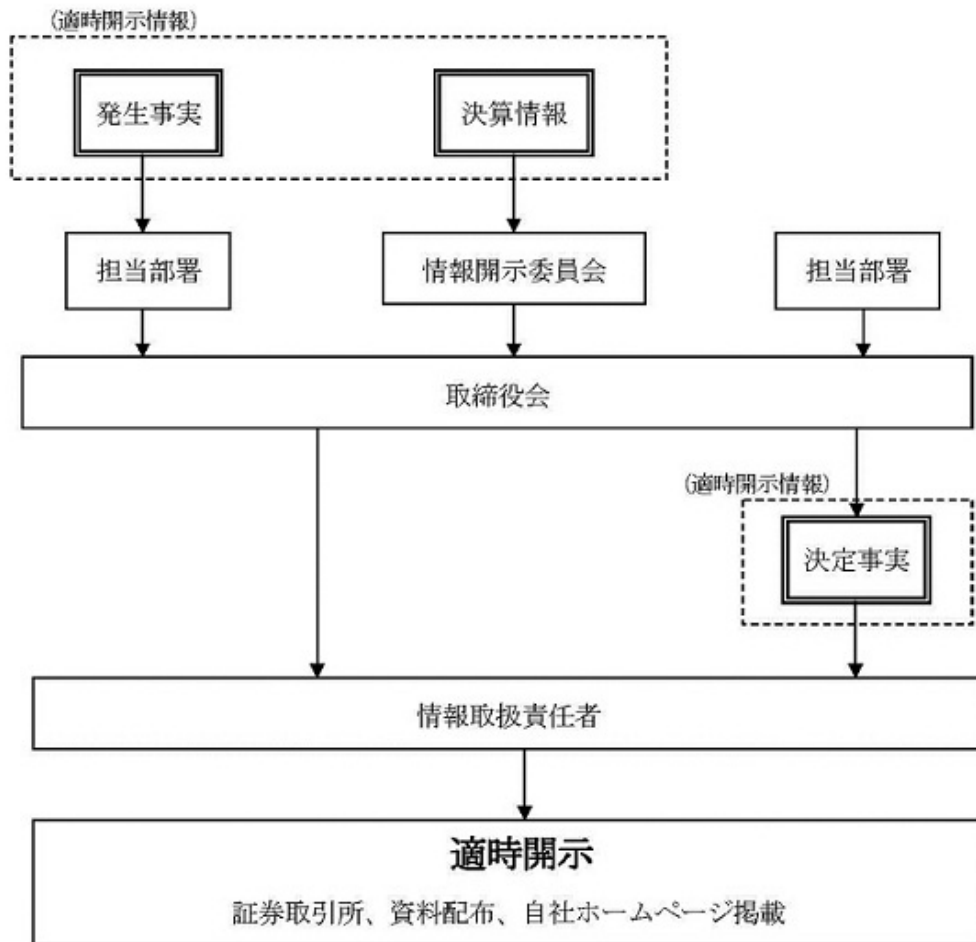 (適時開示情報)
発生事実
決算情報
担当部署
情報開示委員会
担当部署
取締役会
(適時開示情報)
決定事実
情報取扱責任者
適時開示
証券取引所、資料配布、自社ホームページ掲載